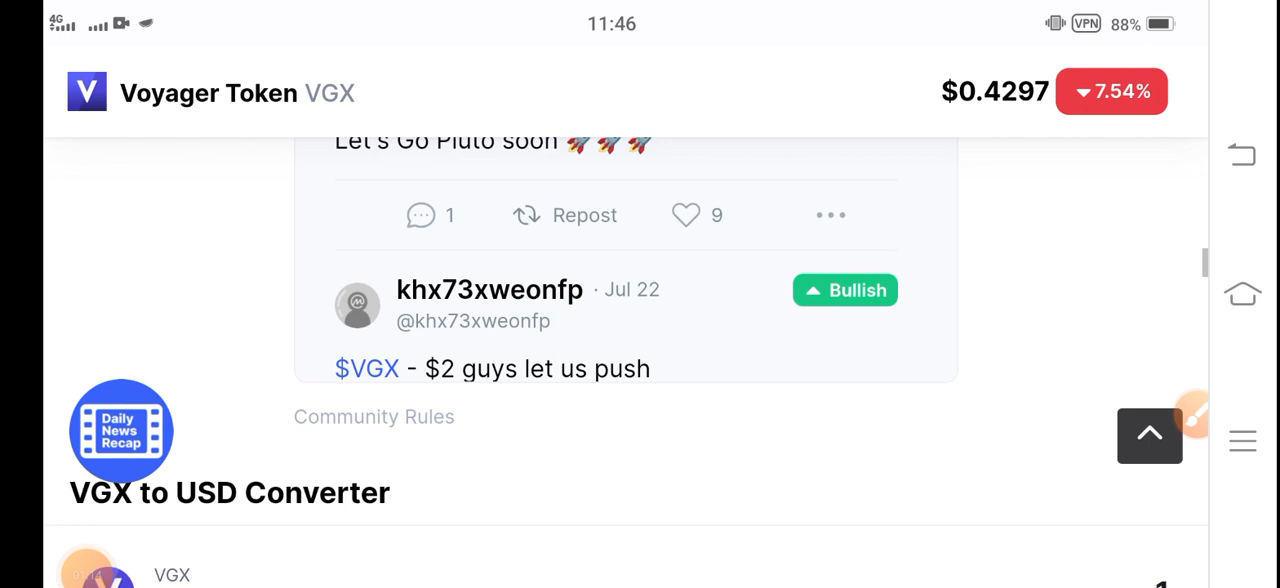 4G
11:46
VPN
88%
V
Voyager Token VGX
$0.4297
7.54%
Let's Go Pluto soon 🚀🚀🚀
1
Repost
9
khx73xweonfp · Jul 22
Bullish
@khx73xweonfp
$VGX - $2 guys let us push
Community Rules
Daily
News
Recap
VGX to USD Converter
01:14
VGX
1